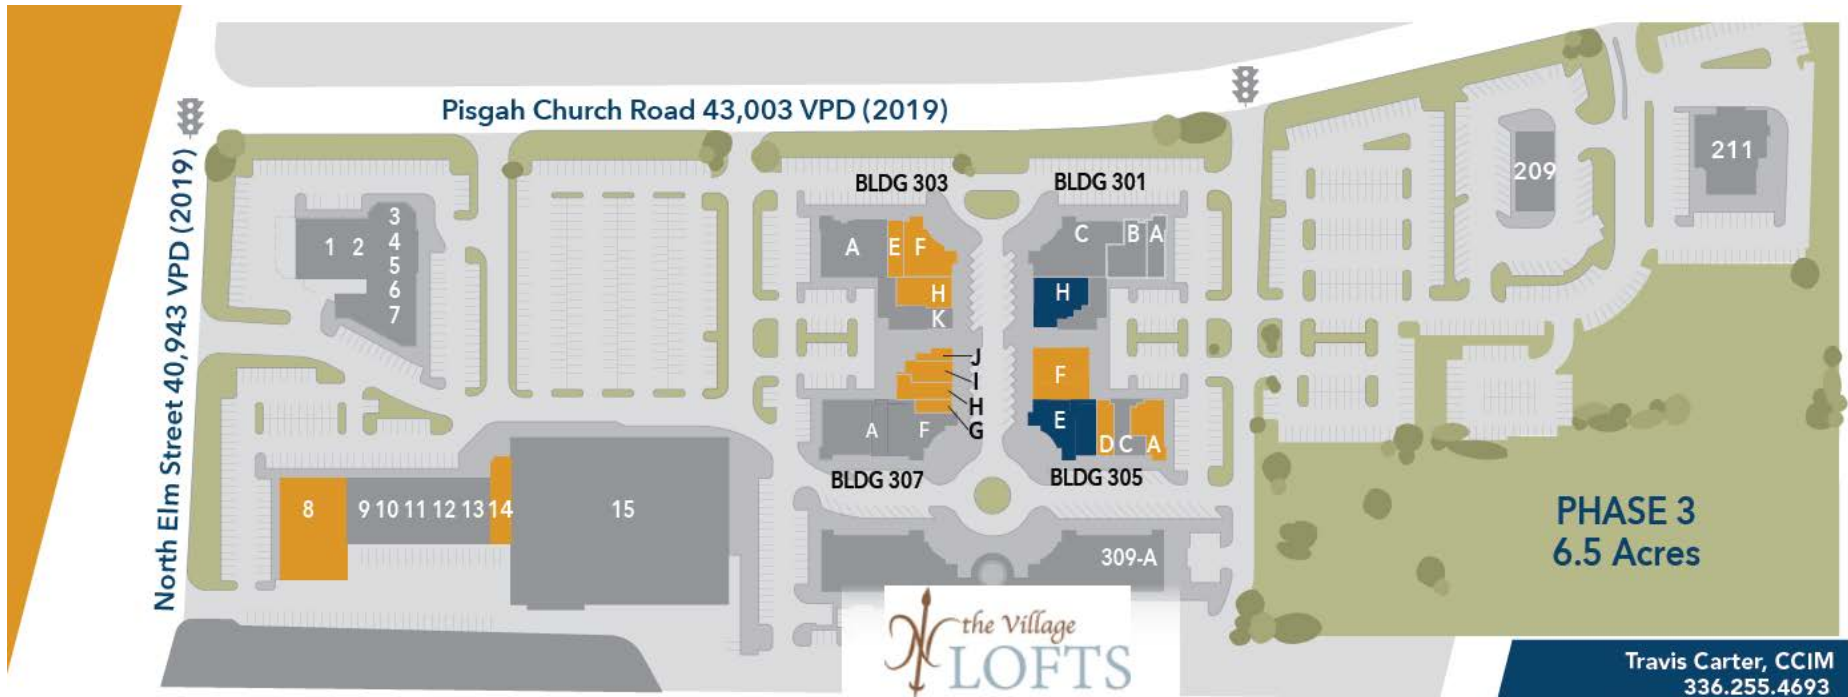 Pisgah Church Road 43,003 VPD (2019)
North Elm Street 40,943 VPD (2019)
1 2
3
4
5
6
7
8
9 10 11 12 13 14
15
BLDG 303
A E F
H
K
BLDG 301
C B A
H
J
I
H
G
A F
BLDG 307
F
E D C A
BLDG 305
309-A
209
211
PHASE 3
6.5 Acres
the Village
LOFTS
Travis Carter, CCIM
336.255.4693